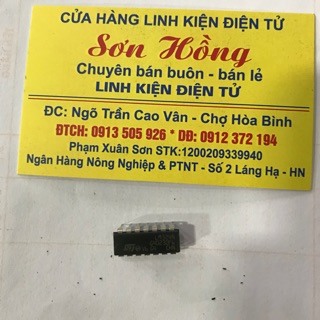 CỬA HÀNG LINH KIỆN ĐIỆN TỬ
Sơn Hồng
Chuyên bán buôn - bán lẻ
LINH KIỆN ĐIỆN TỬ
ĐC: Ngõ Trần Cao Vân - Chợ Hòa Bình
ĐTCH: 0913 505 926 * DĐ: 0912 372 194
Phạm Xuân Sơn STK:1200209339940
Ngân Hàng Nông Nghiệp & PTNT - Số 2 Láng Hạ - HN